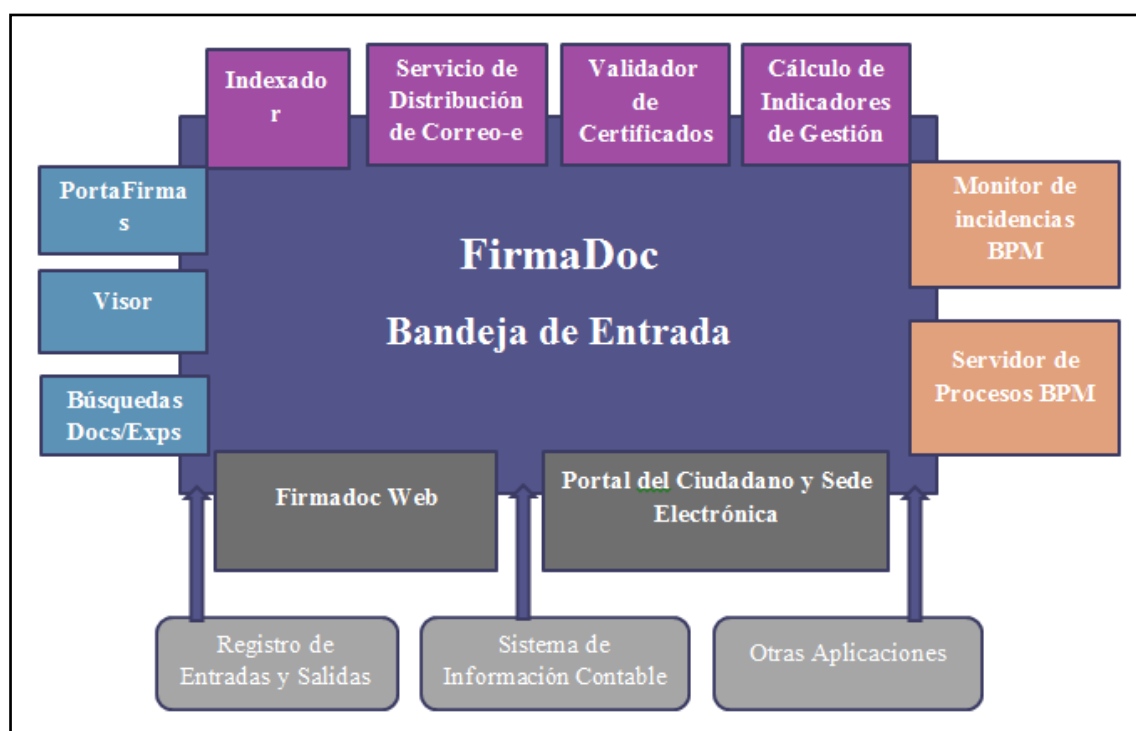 Indexado
r
Servicio de
Distribución
de Correo-e
Validador
de
Certificados
Cálculo de
Indicadores
de Gestión
PortaFirma
s
Visor
Búsquedas
Docs/Exps
FirmaDoc
Bandeja de Entrada
Monitor de
incidencias
BPM
Servidor de
Procesos BPM
Firmadoc Web
Portal del Ciudadano y Sede
Electrónica
Registro de
Entradas y Salidas
Sistema de
Información Contable
Otras Aplicaciones